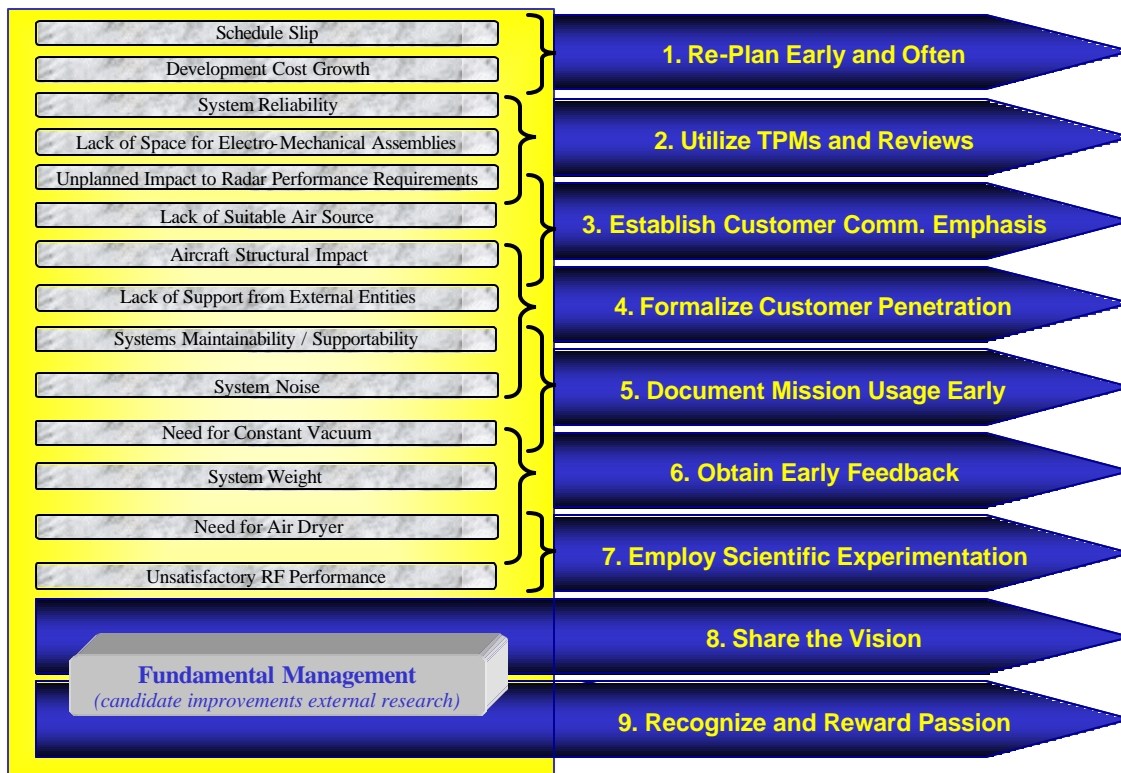 Schedule Slip
Development Cost Growth
System Reliability
Lack of Space for Electro-Mechanical Assemblies
Unplanned Impact to Radar Performance Requirements
Lack of Suitable Air Source
Aircraft Structural Impact
Lack of Support from External Entities
Systems Maintainability / Supportability
System Noise
Need for Constant Vacuum
System Weight
Need for Air Dryer
Unsatisfactory RF Performance
Fundamental Management
(candidate improvements external research)
1. Re-Plan Early and Often
2. Utilize TPMs and Reviews
3. Establish Customer Comm. Emphasis
4. Formalize Customer Penetration
5. Document Mission Usage Early
6. Obtain Early Feedback
7. Employ Scientific Experimentation
8. Share the Vision
9. Recognize and Reward Passion